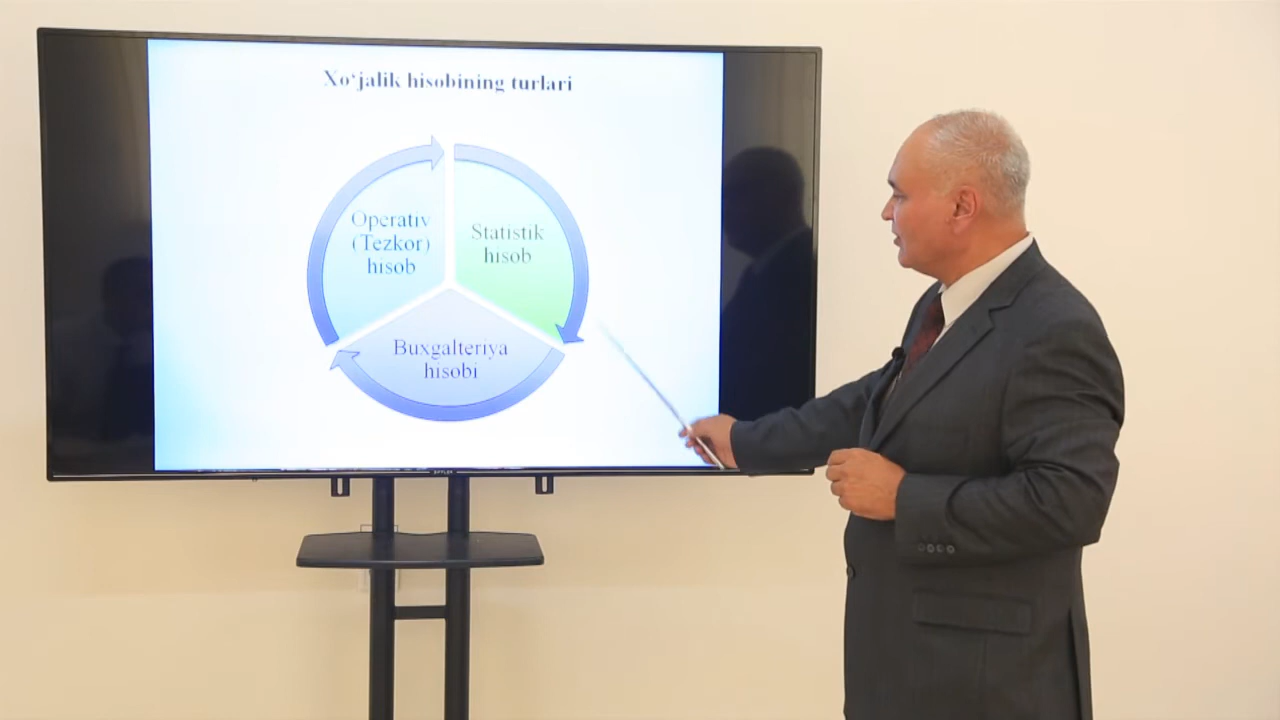 Xo‘jalik hisobining turlari
Operativ
(Tezkor)
hisob
Statistik
hisob
Buxgalteriya
hisobi